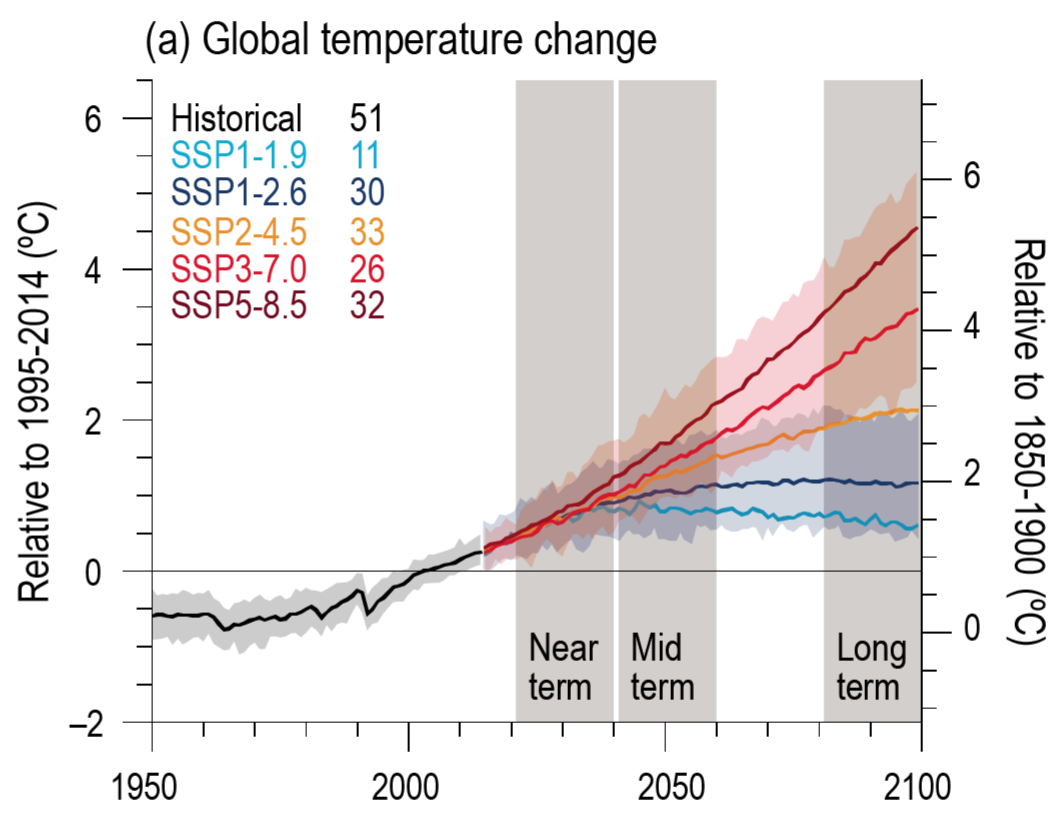 (a) Global temperature change
Historical 51
SSP1-1.9 11
SSP1-2.6 30
SSP2-4.5 33
SSP3-7.0 26
SSP5-8.5 32
Relative to 1995-2014 (ºC)
6
4
2
0
–2
Near
term
Mid
term
Long
term
6
4
2
0
Relative to 1850-1900 (ºC)
1950 2000 2050 2100